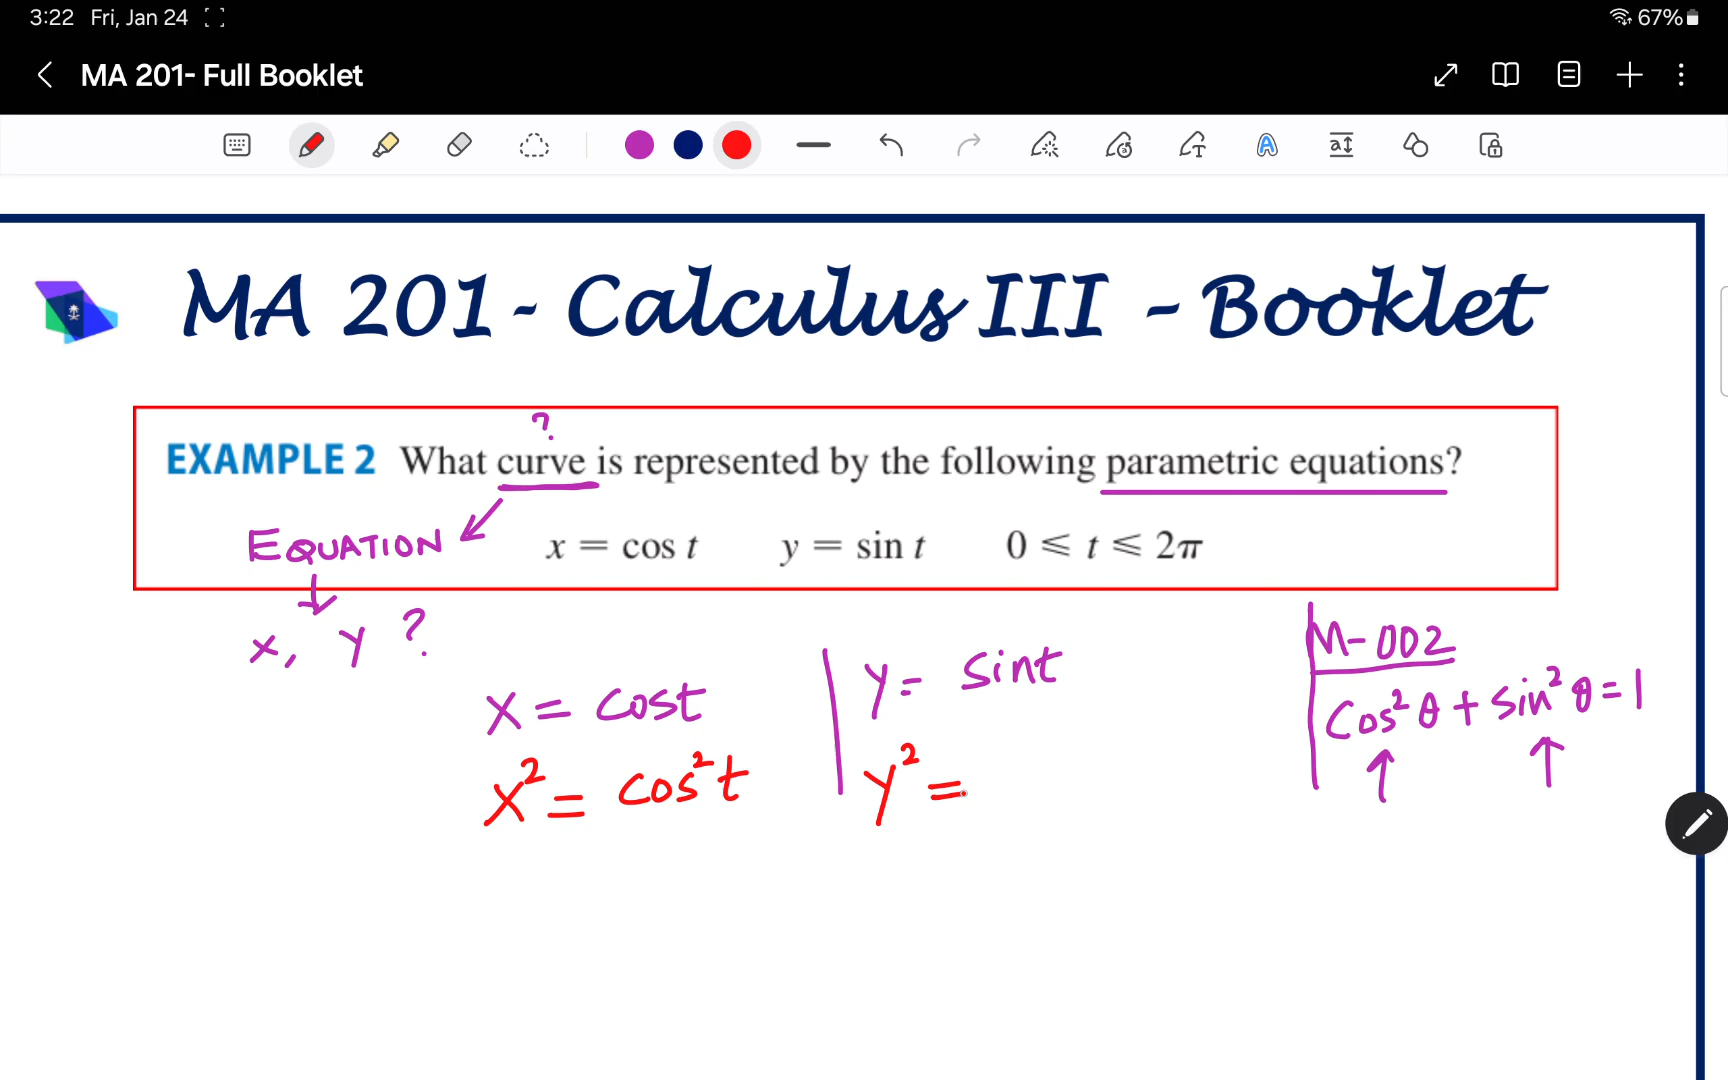 3:22 Fri, Jan 24 67%
MA 201- Full Booklet
MA 201 - Calculus III - Booklet
?
EXAMPLE 2 What curve is represented by the following parametric equations?
EQUATION x = cos t y = sin t 0 ⩽ t ⩽ 2π
x, y ?
x = cost
y = sint
M-002
cos²θ + sin²θ = 1
x² = cos²t
y² =